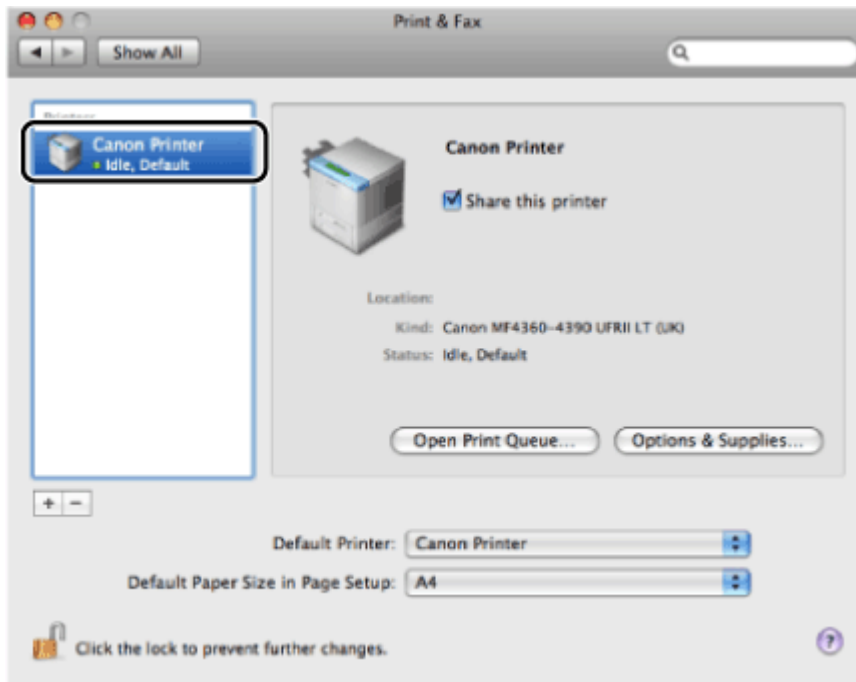 Print & Fax
Show All
Printers
Canon Printer
Idle, Default
Canon Printer
Share this printer
Location:
Kind: Canon MF4360-4390 UFRII LT (UK)
Status: Idle, Default
Open Print Queue...
Options & Supplies...
+ −
Default Printer: Canon Printer
Default Paper Size in Page Setup: A4
Click the lock to prevent further changes.
?